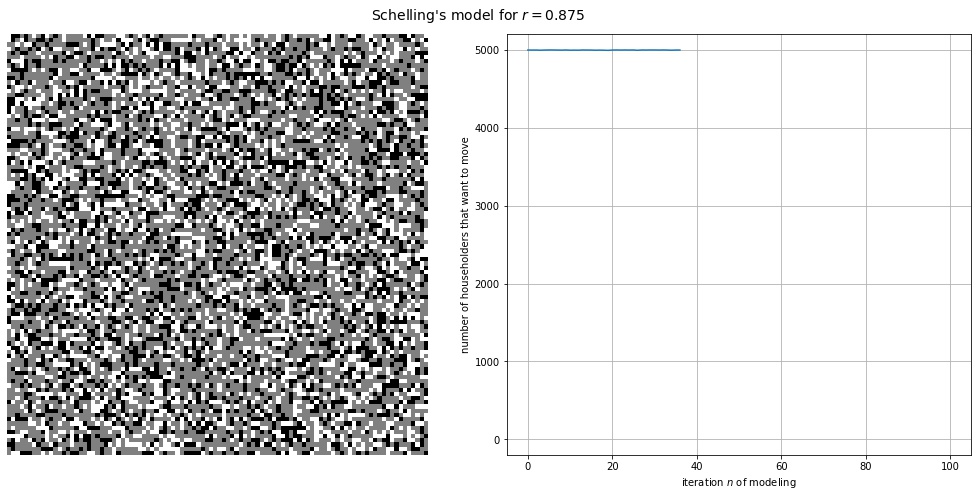 Schelling's model for r = 0.875
number of householders that want to move
5000
4000
3000
2000
1000
0
0 20 40 60 80 100
iteration n of modeling